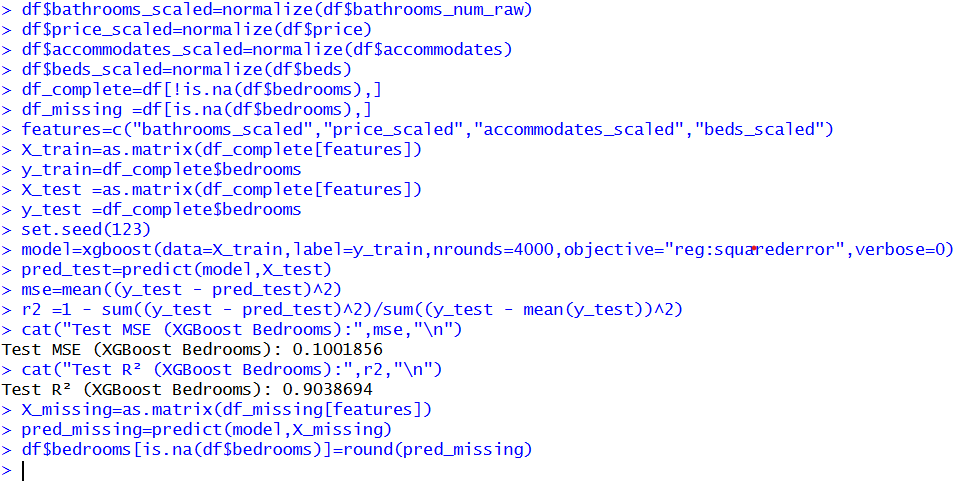 > df$bathrooms_scaled=normalize(df$bathrooms_num_raw)
> df$price_scaled=normalize(df$price)
> df$accommodates_scaled=normalize(df$accommodates)
> df$beds_scaled=normalize(df$beds)
> df_complete=df[!is.na(df$bedrooms),]
> df_missing =df[is.na(df$bedrooms),]
> features=c("bathrooms_scaled","price_scaled","accommodates_scaled","beds_scaled")
> X_train=as.matrix(df_complete[features])
> y_train=df_complete$bedrooms
> X_test =as.matrix(df_complete[features])
> y_test =df_complete$bedrooms
> set.seed(123)
> model=xgboost(data=X_train,label=y_train,nrounds=4000,objective="reg:squarederror",verbose=0)
> pred_test=predict(model,X_test)
> mse=mean((y_test - pred_test)^2)
> r2 =1 - sum((y_test - pred_test)^2)/sum((y_test - mean(y_test))^2)
> cat("Test MSE (XGBoost Bedrooms):",mse,"\n")
Test MSE (XGBoost Bedrooms): 0.1001856
> cat("Test R² (XGBoost Bedrooms):",r2,"\n")
Test R² (XGBoost Bedrooms): 0.9038694
> X_missing=as.matrix(df_missing[features])
> pred_missing=predict(model,X_missing)
> df$bedrooms[is.na(df$bedrooms)]=round(pred_missing)
>